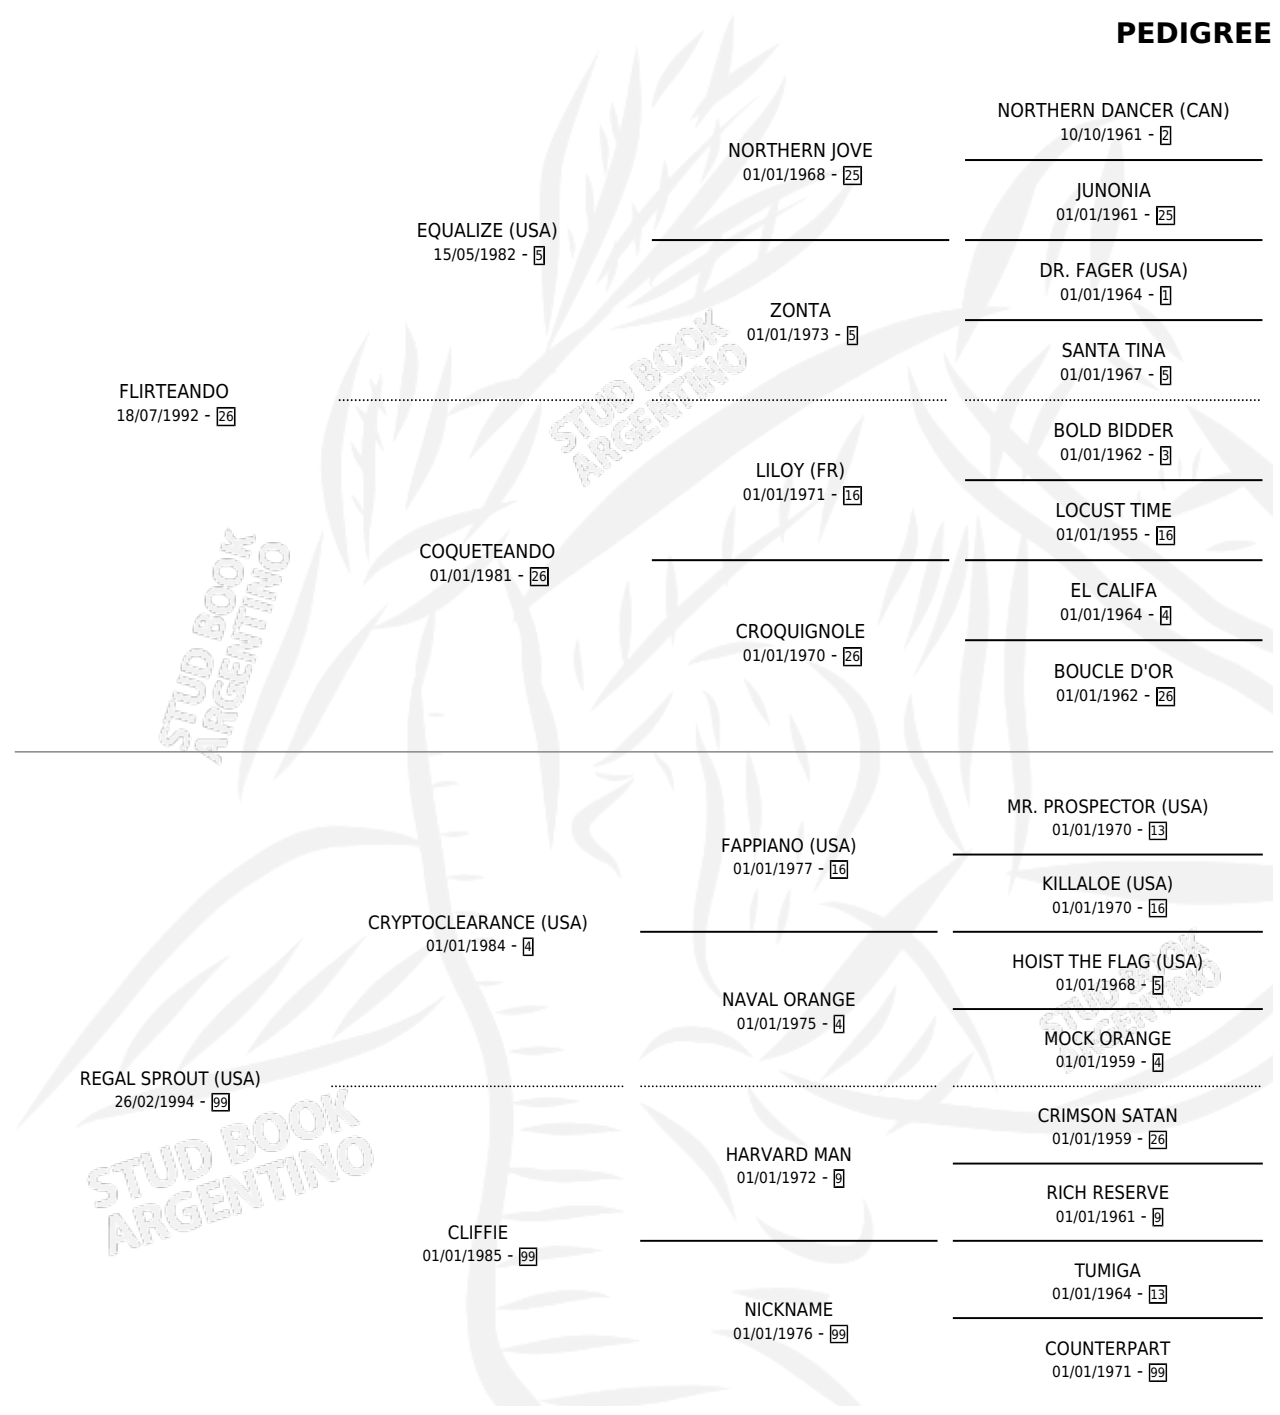 PEDIGREE
NORTHERN DANCER (CAN)
10/10/1961 - 2
NORTHERN JOVE
01/01/1968 - 25
JUNONIA
01/01/1961 - 25
EQUALIZE (USA)
15/05/1982 - 5
DR. FAGER (USA)
01/01/1964 - 1
ZONTA
01/01/1973 - 5
SANTA TINA
01/01/1967 - 5
FLIRTEANDO
18/07/1992 - 26
BOLD BIDDER
01/01/1962 - 3
LILOY (FR)
01/01/1971 - 16
LOCUST TIME
01/01/1955 - 16
COQUETEANDO
01/01/1981 - 26
EL CALIFA
01/01/1964 - 4
CROQUIGNOLE
01/01/1970 - 26
BOUCLE D'OR
01/01/1962 - 26
MR. PROSPECTOR (USA)
01/01/1970 - 13
FAPPIANO (USA)
01/01/1977 - 16
KILLALOE (USA)
01/01/1970 - 16
CRYPTOCLEARANCE (USA)
01/01/1984 - 4
HOIST THE FLAG (USA)
01/01/1968 - 5
NAVAL ORANGE
01/01/1975 - 4
MOCK ORANGE
01/01/1959 - 4
REGAL SPROUT (USA)
26/02/1994 - 99
CRIMSON SATAN
01/01/1959 - 26
HARVARD MAN
01/01/1972 - 9
RICH RESERVE
01/01/1961 - 9
CLIFFIE
01/01/1985 - 99
TUMIGA
01/01/1964 - 13
NICKNAME
01/01/1976 - 99
COUNTERPART
01/01/1971 - 99
STUD BOOK
ARGENTINO
STUD BOOK
ARGENTINO
STUD BOOK
ARGENTINO
STUD BOOK
ARGENTINO